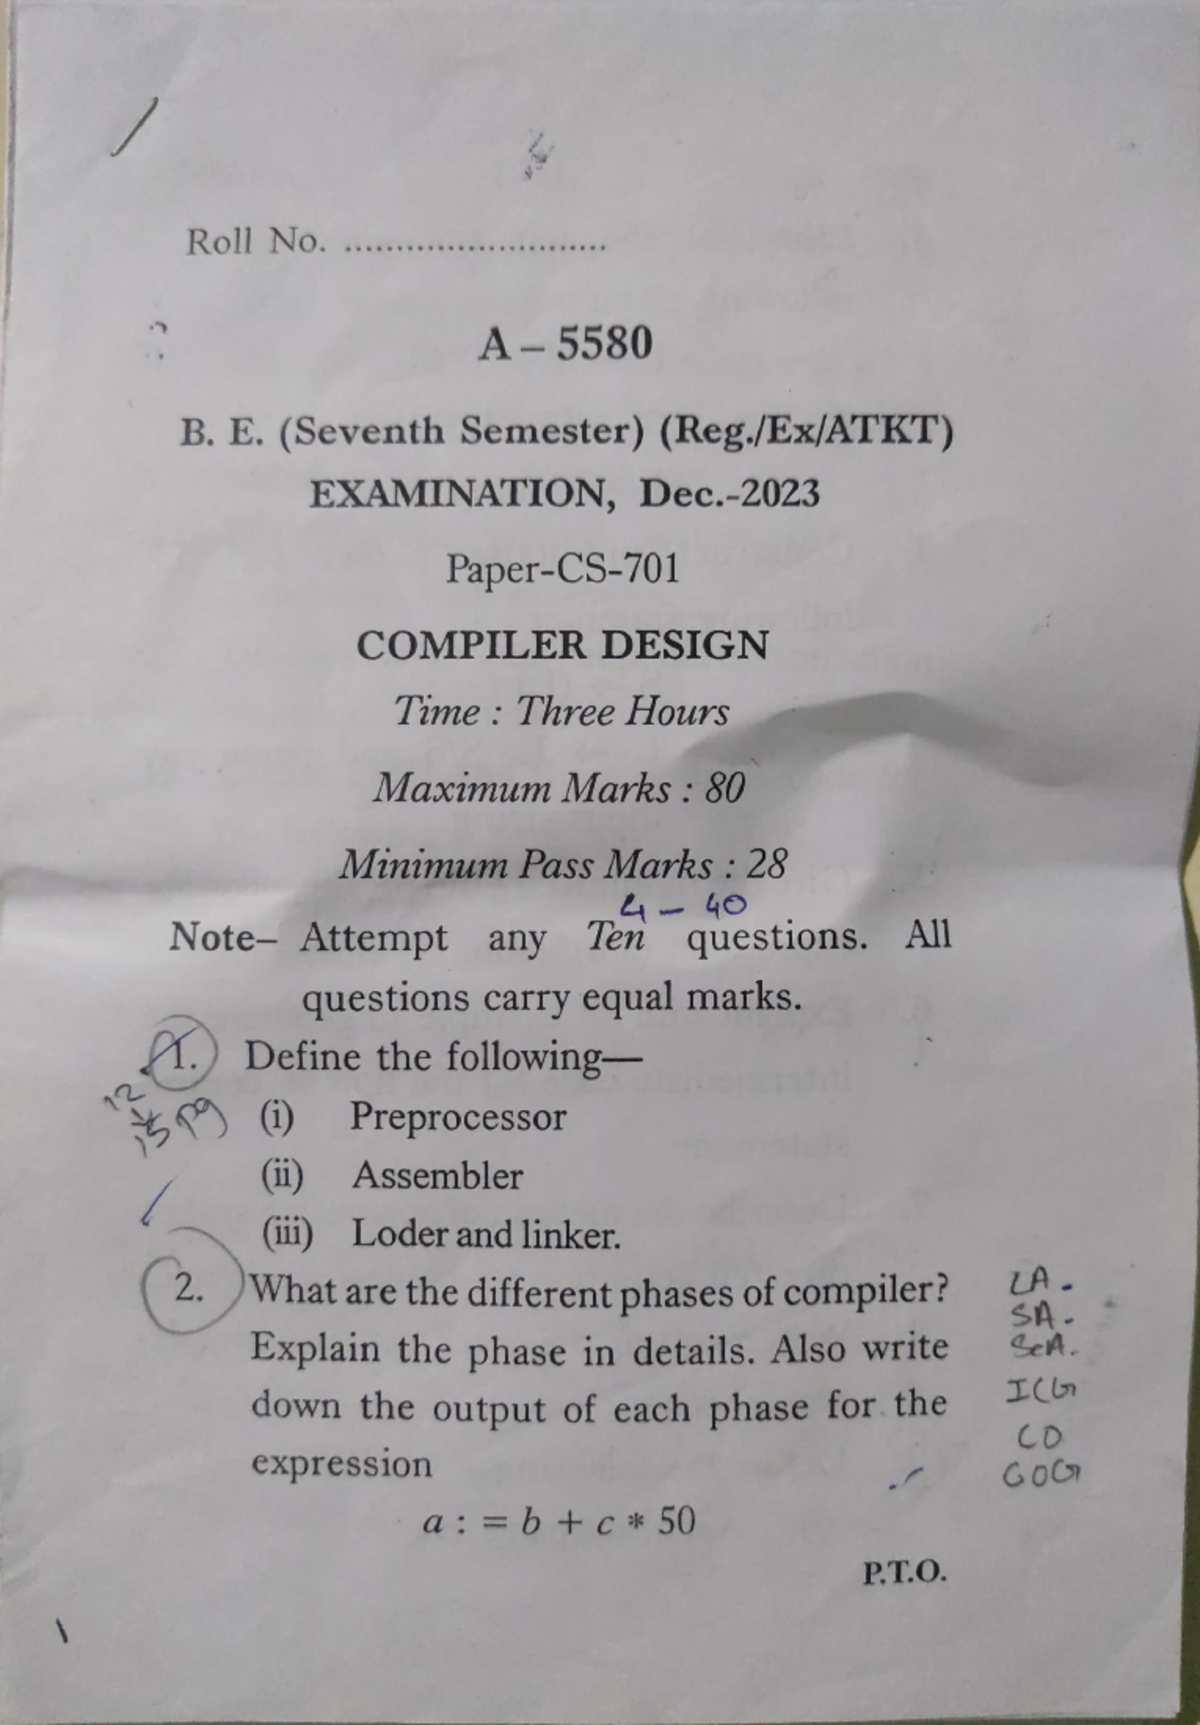 Roll No. ..........................
A – 5580
B. E. (Seventh Semester) (Reg./Ex/ATKT)
EXAMINATION, Dec.-2023
Paper-CS-701
COMPILER DESIGN
Time : Three Hours
Maximum Marks : 80
Minimum Pass Marks : 28
4 – 40
Note– Attempt any Ten questions. All
questions carry equal marks.
1. Define the following—
12
15 pg (i) Preprocessor
(ii) Assembler
(iii) Loder and linker.
2. What are the different phases of compiler? LA -
SA -
Explain the phase in details. Also write SeA.
down the output of each phase for the ICG
expression CO
COG
a : = b + c * 50
P.T.O.